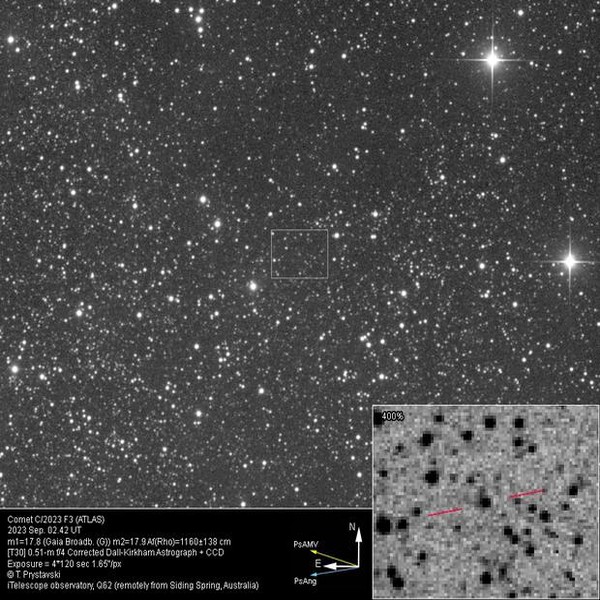 400%
Comet C/2023 F3 (ATLAS)
2023 Sep. 02.42 UT
m1=17.8 (Gaia Broadb. (G)) m2=17.9 Af(Rho)=1160±138 cm
[T30] 0.51-m f/4 Corrected Dall-Kirkham Astrograph + CCD
Exposure = 4*120 sec 1.65"/px
© T. Prystavski
iTelescope observatory, Q62 (remotely from Siding Spring, Australia)
N
PsAMV
E
PsAng